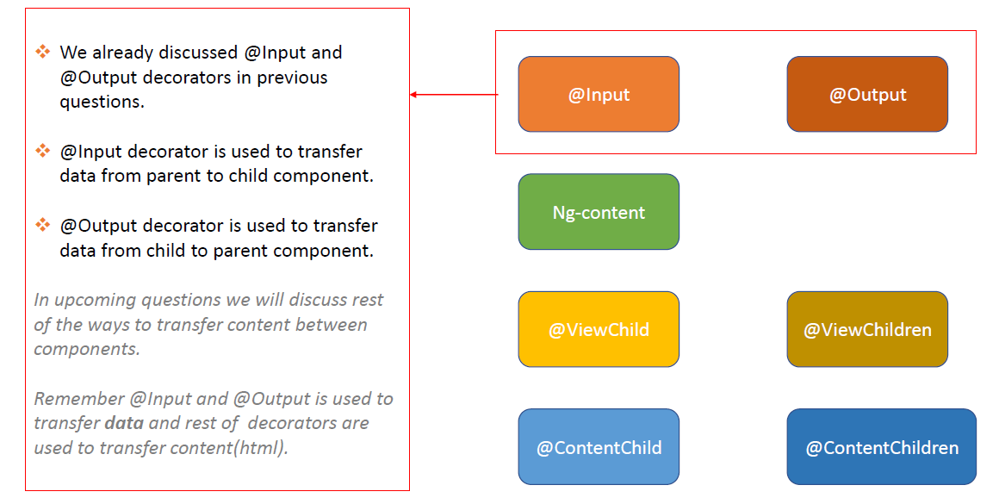 We already discussed @Input and
@Output decorators in previous
questions.
@Input decorator is used to transfer
data from parent to child component.
@Output decorator is used to transfer
data from child to parent component.
In upcoming questions we will discuss rest
of the ways to transfer content between
components.
Remember @Input and @Output is used to
transfer data and rest of decorators are
used to transfer content(html).
@Input
@Output
Ng-content
@ViewChild
@ViewChildren
@ContentChild
@ContentChildren